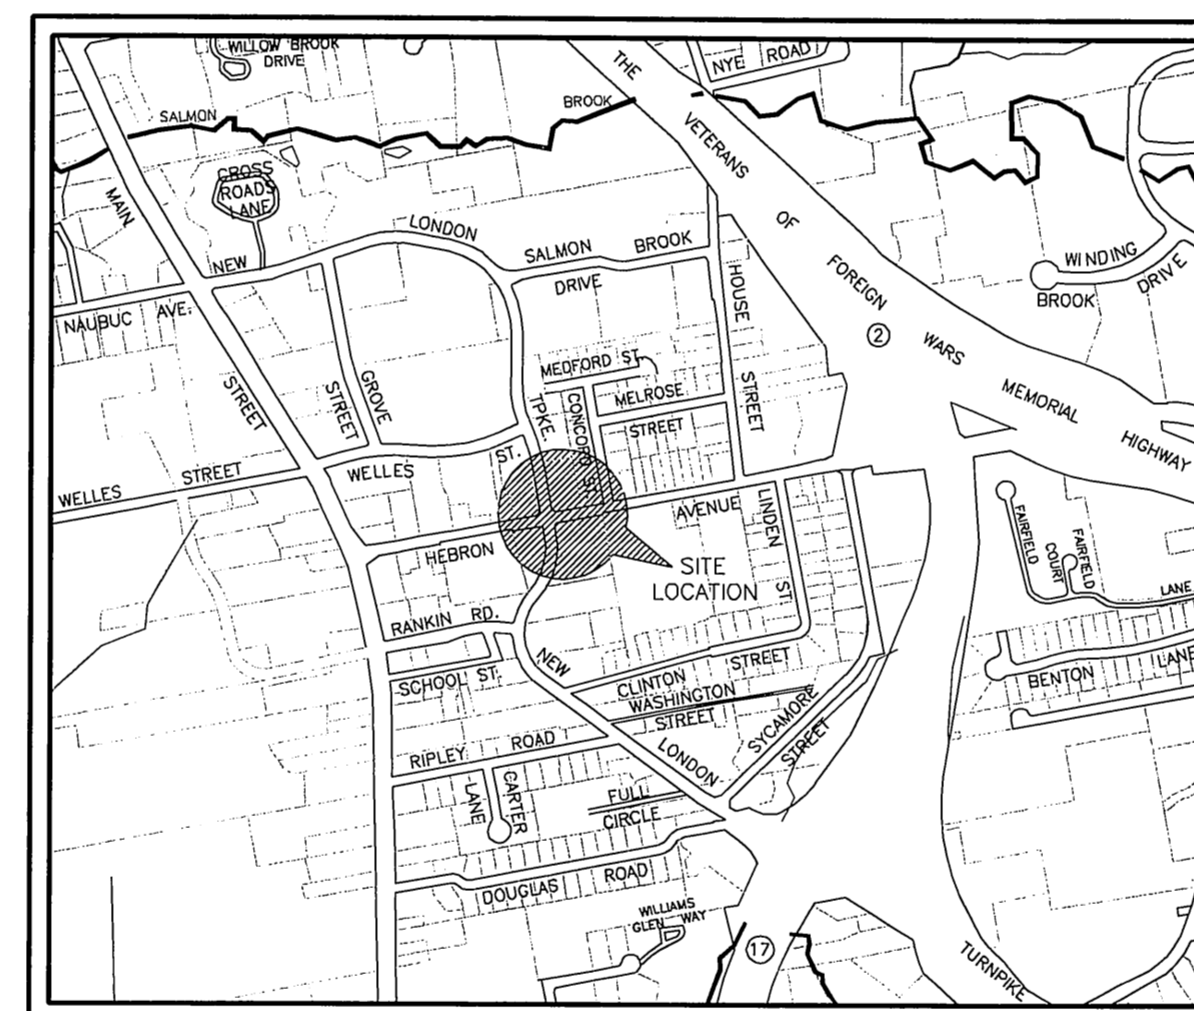 WILLOW BROOK
DRIVE
NYE ROAD
THE
VETERANS
OF
FOREIGN
WARS
MEMORIAL
HIGHWAY
SALMON
BROOK
CROSS
ROADS
LANE
MAIN
STREET
NEW
LONDON
TPKE.
SALMON BROOK
DRIVE
HOUSE
STREET
WINDING
BROOK
DRIVE
NAUBUC AVE.
2
MEDFORD ST.
MELROSE
STREET
CONCORD ST.
GROVE
STREET
WELLES STREET
WELLES ST.
HEBRON
AVENUE
LINDEN
ST
SITE
LOCATION
FAIRFIELD
FAIRFIELD
COURT
LANE
RANKIN RD.
SCHOOL ST.
NEW
LONDON
TURNPIKE
CLINTON
STREET
WASHINGTON
STREET
SYCAMORE
STREET
BENTON LANE
RIPLEY ROAD
CARTER
LANE
FULL
CIRCLE
DOUGLAS ROAD
WILLIAMS
GLEN WAY
17